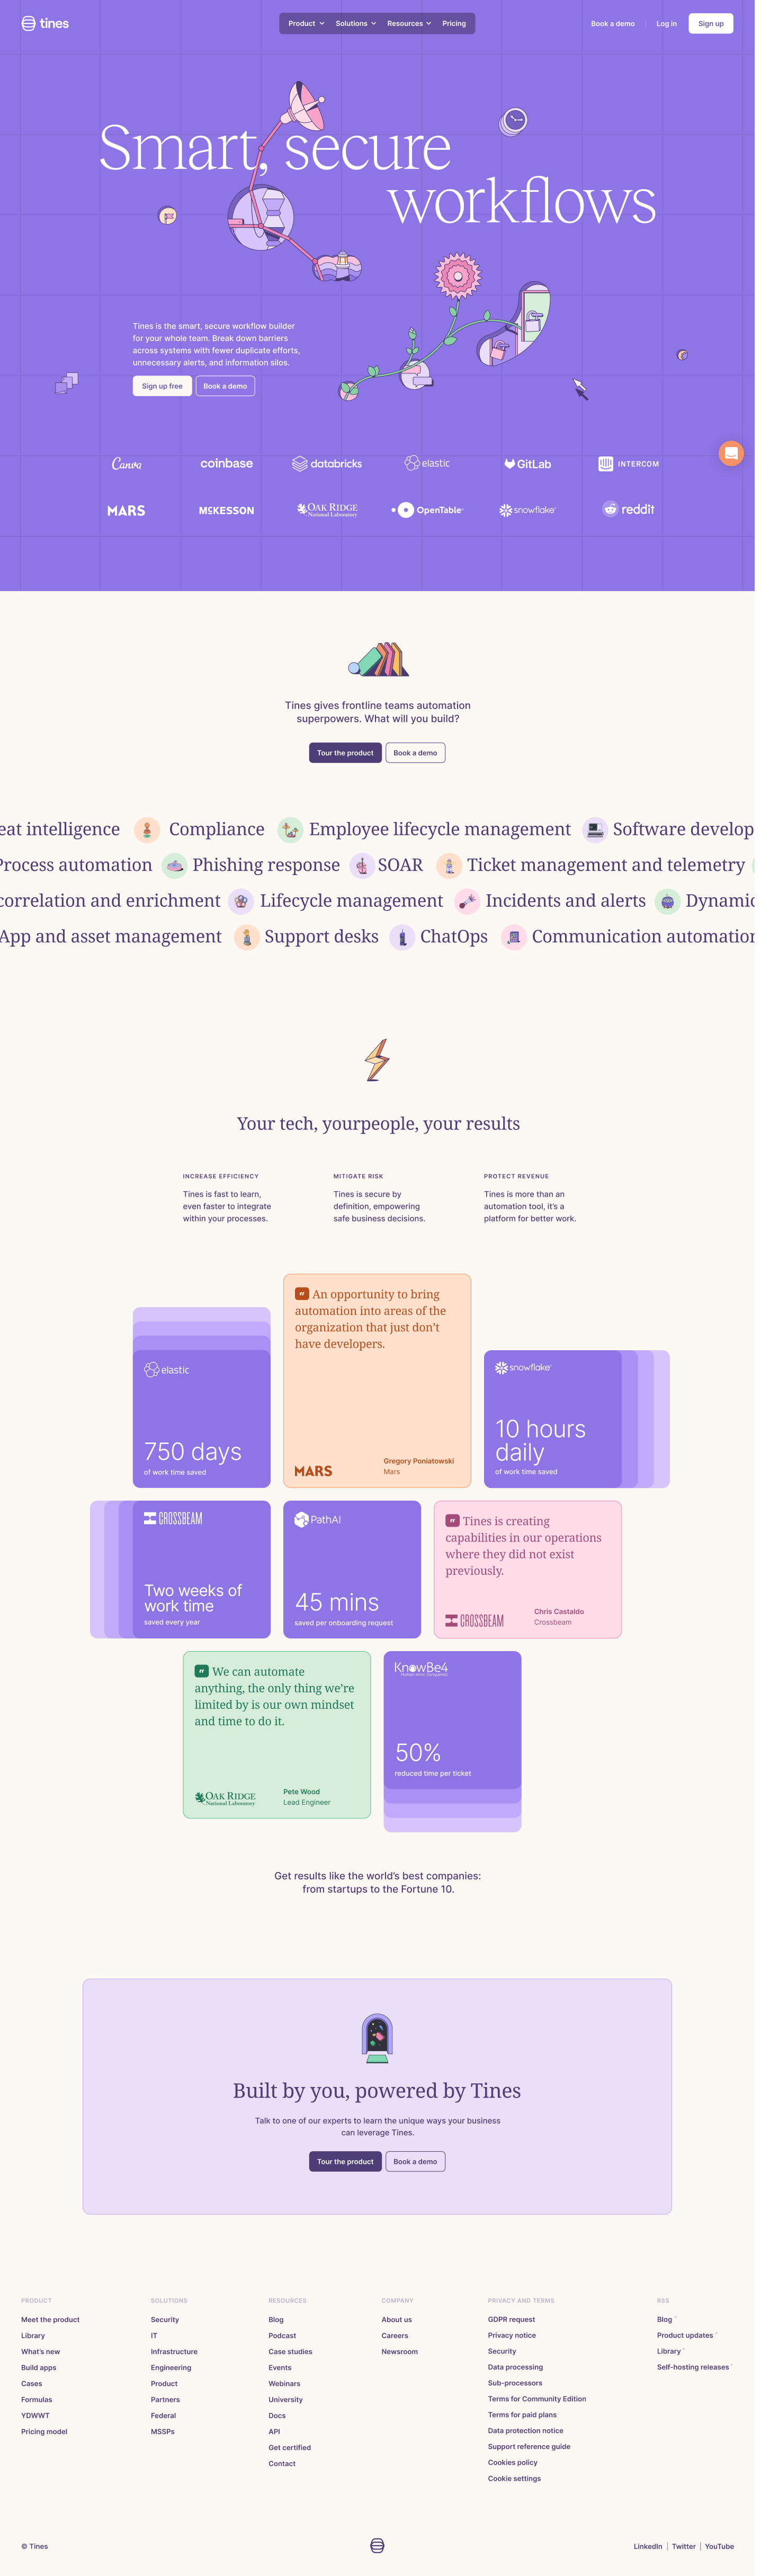 tines
Product
Solutions
Resources
Pricing
Book a demo
Log in
Sign up
Smart, secure
workflows
Tines is the smart, secure workflow builder
for your whole team. Break down barriers
across systems with fewer duplicate efforts,
unnecessary alerts, and information silos.
Sign up free
Book a demo
Canva
coinbase
databricks
elastic
GitLab
INTERCOM
MARS
MCKESSON
OAK RIDGE
National Laboratory
OpenTable
snowflake
reddit
Tines gives frontline teams automation
superpowers. What will you build?
Tour the product
Book a demo
eat intelligence
Compliance
Employee lifecycle management
Software develop
Process automation
Phishing response
SOAR
Ticket management and telemetry
correlation and enrichment
Lifecycle management
Incidents and alerts
Dynamic
App and asset management
Support desks
ChatOps
Communication automation
Your tech, yourpeople, your results
INCREASE EFFICIENCY
Tines is fast to learn,
even faster to integrate
within your processes.
MITIGATE RISK
Tines is secure by
definition, empowering
safe business decisions.
PROTECT REVENUE
Tines is more than an
automation tool, it's a
platform for better work.
elastic
750 days
of work time saved
“ An opportunity to bring
automation into areas of the
organization that just don't
have developers.
MARS
Gregory Poniatowski
Mars
snowflake
10 hours
daily
of work time saved
CROSSBEAM
Two weeks of
work time
saved every year
PathAI
45 mins
saved per onboarding request
“ Tines is creating
capabilities in our operations
where they did not exist
previously.
CROSSBEAM
Chris Castaldo
Crossbeam
“ We can automate
anything, the only thing we're
limited by is our own mindset
and time to do it.
OAK RIDGE
National Laboratory
Pete Wood
Lead Engineer
KnowBe4
Human error. Conquered.
50%
reduced time per ticket
Get results like the world's best companies:
from startups to the Fortune 10.
Built by you, powered by Tines
Talk to one of our experts to learn the unique ways your business
can leverage Tines.
Tour the product
Book a demo
PRODUCT
Meet the product
Library
What's new
Build apps
Cases
Formulas
YDWWT
Pricing model
SOLUTIONS
Security
IT
Infrastructure
Engineering
Product
Partners
Federal
MSSPs
RESOURCES
Blog
Podcast
Case studies
Events
Webinars
University
Docs
API
Get certified
Contact
COMPANY
About us
Careers
Newsroom
PRIVACY AND TERMS
GDPR request
Privacy notice
Security
Data processing
Sub-processors
Terms for Community Edition
Terms for paid plans
Data protection notice
Support reference guide
Cookies policy
Cookie settings
RSS
Blog
Product updates
Library
Self-hosting releases
© Tines
LinkedIn | Twitter | YouTube